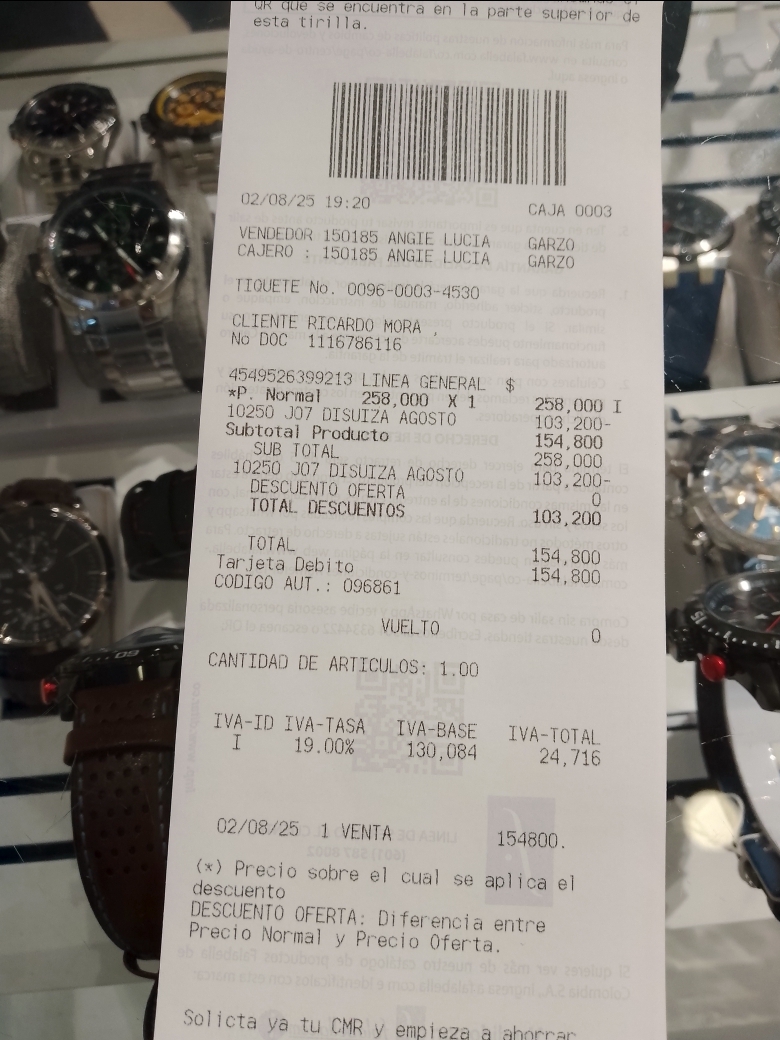 QR que se encuentra en la parte superior de
esta tirilla.
02/08/25 19:20 CAJA 0003
VENDEDOR 150185 ANGIE LUCIA GARZO
CAJERO : 150185 ANGIE LUCIA GARZO
TIQUETE No. 0096-0003-4530
CLIENTE RICARDO MORA .
No DOC 1116786116
4549526399213 LINEA GENERAL $
*P. Normal 258,000 X 1 258,000 I
10250 J07 DISUIZA AGOSTO 103,200-
Subtotal Producto 154,800
SUB TOTAL 258,000
10250 J07 DISUIZA AGOSTO 103,200-
DESCUENTO OFERTA 0
TOTAL DESCUENTOS 103,200
TOTAL 154,800
Tarjeta Debito 154,800
CODIGO AUT.: 096861
VUELTO 0
CANTIDAD DE ARTICULOS: 1.00
IVA-ID IVA-TASA IVA-BASE IVA-TOTAL
I 19.00% 130,084 24,716
02/08/25 1 VENTA 154800.
(*) Precio sobre el cual se aplica el
descuento
DESCUENTO OFERTA: Diferencia entre
Precio Normal y Precio Oferta.
Solicta ya tu CMR y empieza a ahorrar